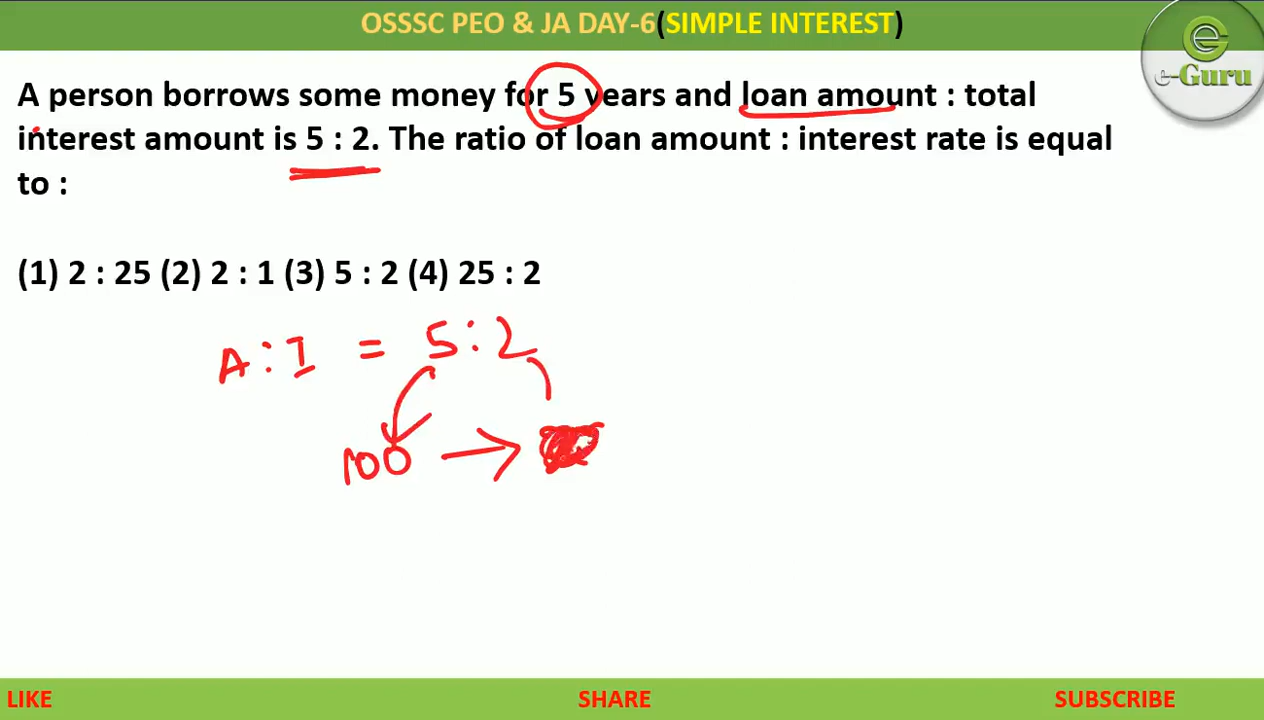 OSSSC PEO & JA DAY-6(SIMPLE INTEREST)
e-Guru
A person borrows some money for 5 years and loan amount : total
interest amount is 5 : 2. The ratio of loan amount : interest rate is equal
to :
(1) 2 : 25 (2) 2 : 1 (3) 5 : 2 (4) 25 : 2
A : I = 5 : 2
100 →
LIKE SHARE SUBSCRIBE